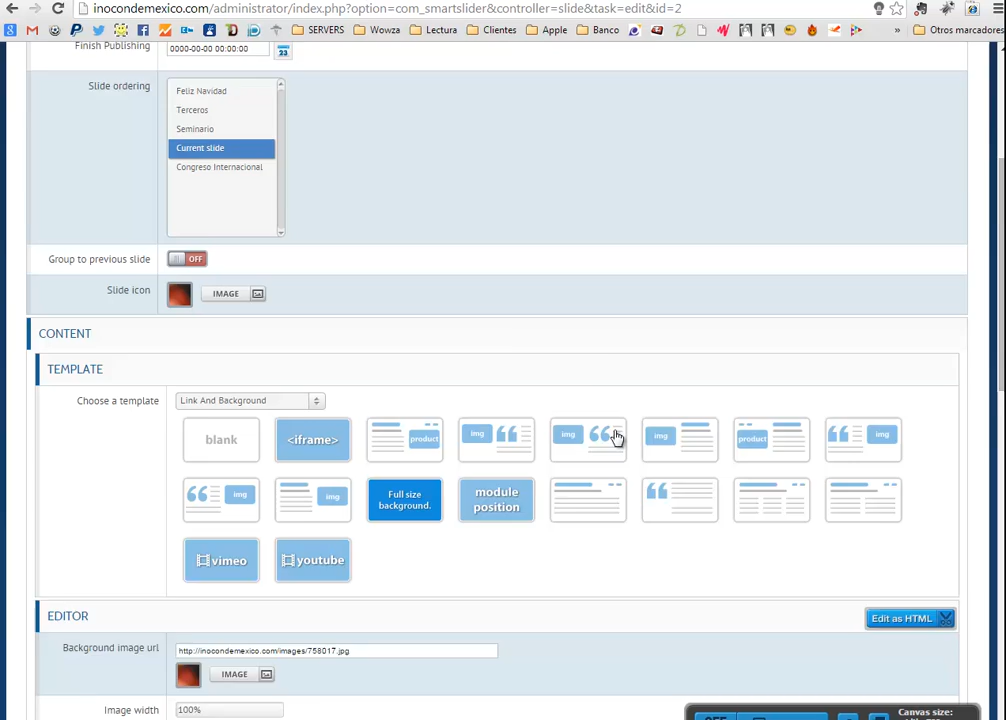 inocondemexico.com/administrator/index.php?option=com_smartslider&controller=slide&task=edit&id=2
SERVERS Wowza Lectura Clientes Apple Banco » Otros marcadores
Finish Publishing 0000-00-00 00:00:00 23
Slide ordering
Feliz Navidad
Terceros
Seminario
Current slide
Congreso Internacional
Group to previous slide OFF
Slide icon IMAGE
CONTENT
TEMPLATE
Choose a template Link And Background
blank <iframe> product img img img product img
img img Full size background. module position
vimeo youtube
EDITOR Edit as HTML
Background image url http://inocondemexico.com/images/758017.jpg
IMAGE
Image width 100%
Canvas size:
OFF